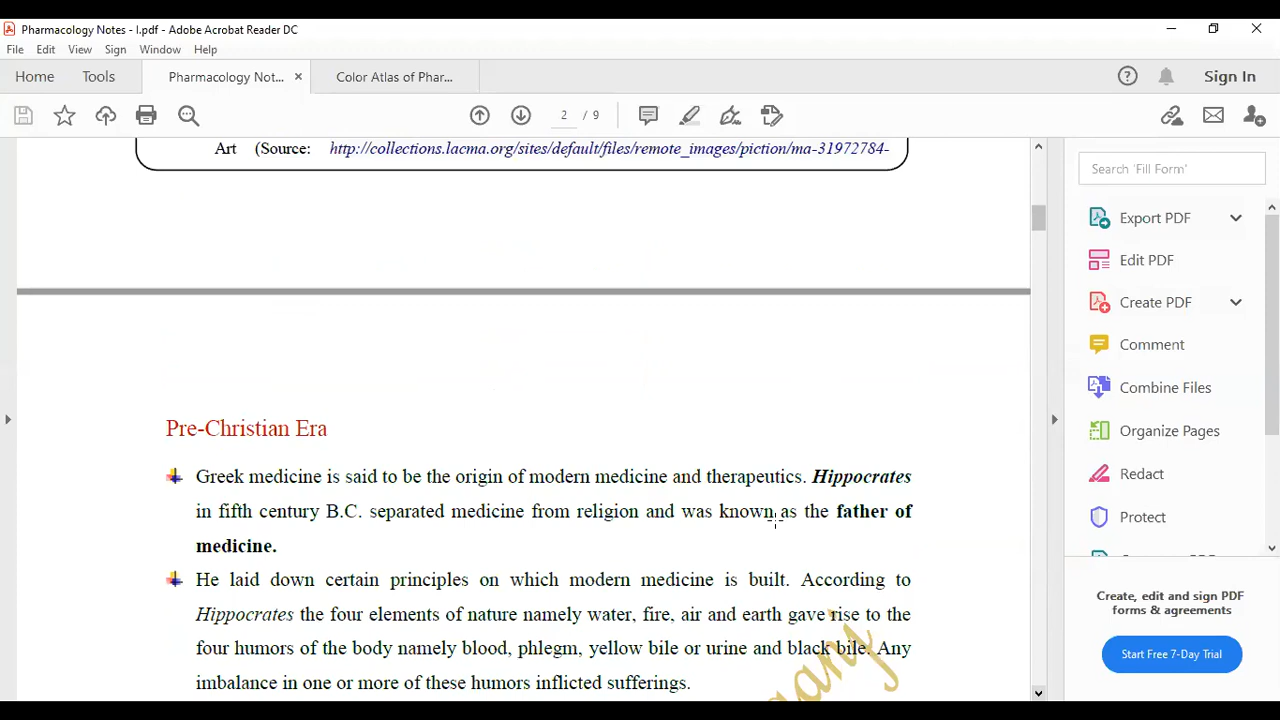 Pharmacology Notes - I.pdf - Adobe Acrobat Reader DC
File Edit View Sign Window Help
Home Tools Pharmacology Not... × Color Atlas of Phar... Sign In
2 / 9
Art (Source: http://collections.lacma.org/sites/default/files/remote_images/piction/ma-31972784-
Pre-Christian Era
Greek medicine is said to be the origin of modern medicine and therapeutics. Hippocrates
in fifth century B.C. separated medicine from religion and was known as the father of
medicine.
He laid down certain principles on which modern medicine is built. According to
Hippocrates the four elements of nature namely water, fire, air and earth gave rise to the
four humors of the body namely blood, phlegm, yellow bile or urine and black bile. Any
imbalance in one or more of these humors inflicted sufferings.
Search 'Fill Form'
Export PDF
Edit PDF
Create PDF
Comment
Combine Files
Organize Pages
Redact
Protect
Create, edit and sign PDF
forms & agreements
Start Free 7-Day Trial